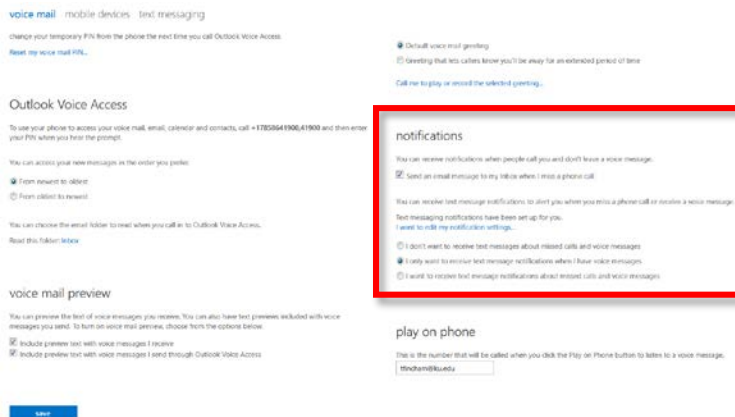 voice mail mobile devices text messaging
change your temporary PIN from the phone the next time you call Outlook Voice Access
Reset my voice mail PIN...
Outlook Voice Access
To use your phone to access your voice mail, email, calendar and contacts, call +17858641900,41900 and then enter
your PIN when you hear the prompt.
You can access your new messages in the order you prefer.
From newest to oldest
From oldest to newest
You can choose the email folder to read when you call in to Outlook Voice Access.
Read this folder: Inbox
voice mail preview
You can preview the text of voice messages you receive. You can also have text previews included with voice
messages you send. To turn on voice mail preview, choose from the options below.
Include preview text with voice messages I receive
Include preview text with voice messages I send through Outlook Voice Access
save
Default voice mail greeting
Greeting that lets callers know you'll be away for an extended period of time
Call me to play or record the selected greeting...
notifications
You can receive notifications when people call you and don't leave a voice message.
Send an email message to my Inbox when I miss a phone call
You can receive text message notifications to alert you when you miss a phone call or receive a voice message.
Text messaging notifications have been set up for you.
I want to edit my notification settings...
I don't want to receive text messages about missed calls and voice messages
I only want to receive text message notifications when I have voice messages
I want to receive text message notifications about missed calls and voice messages
play on phone
This is the number that will be called when you click the Play on Phone button to listen to a voice message.